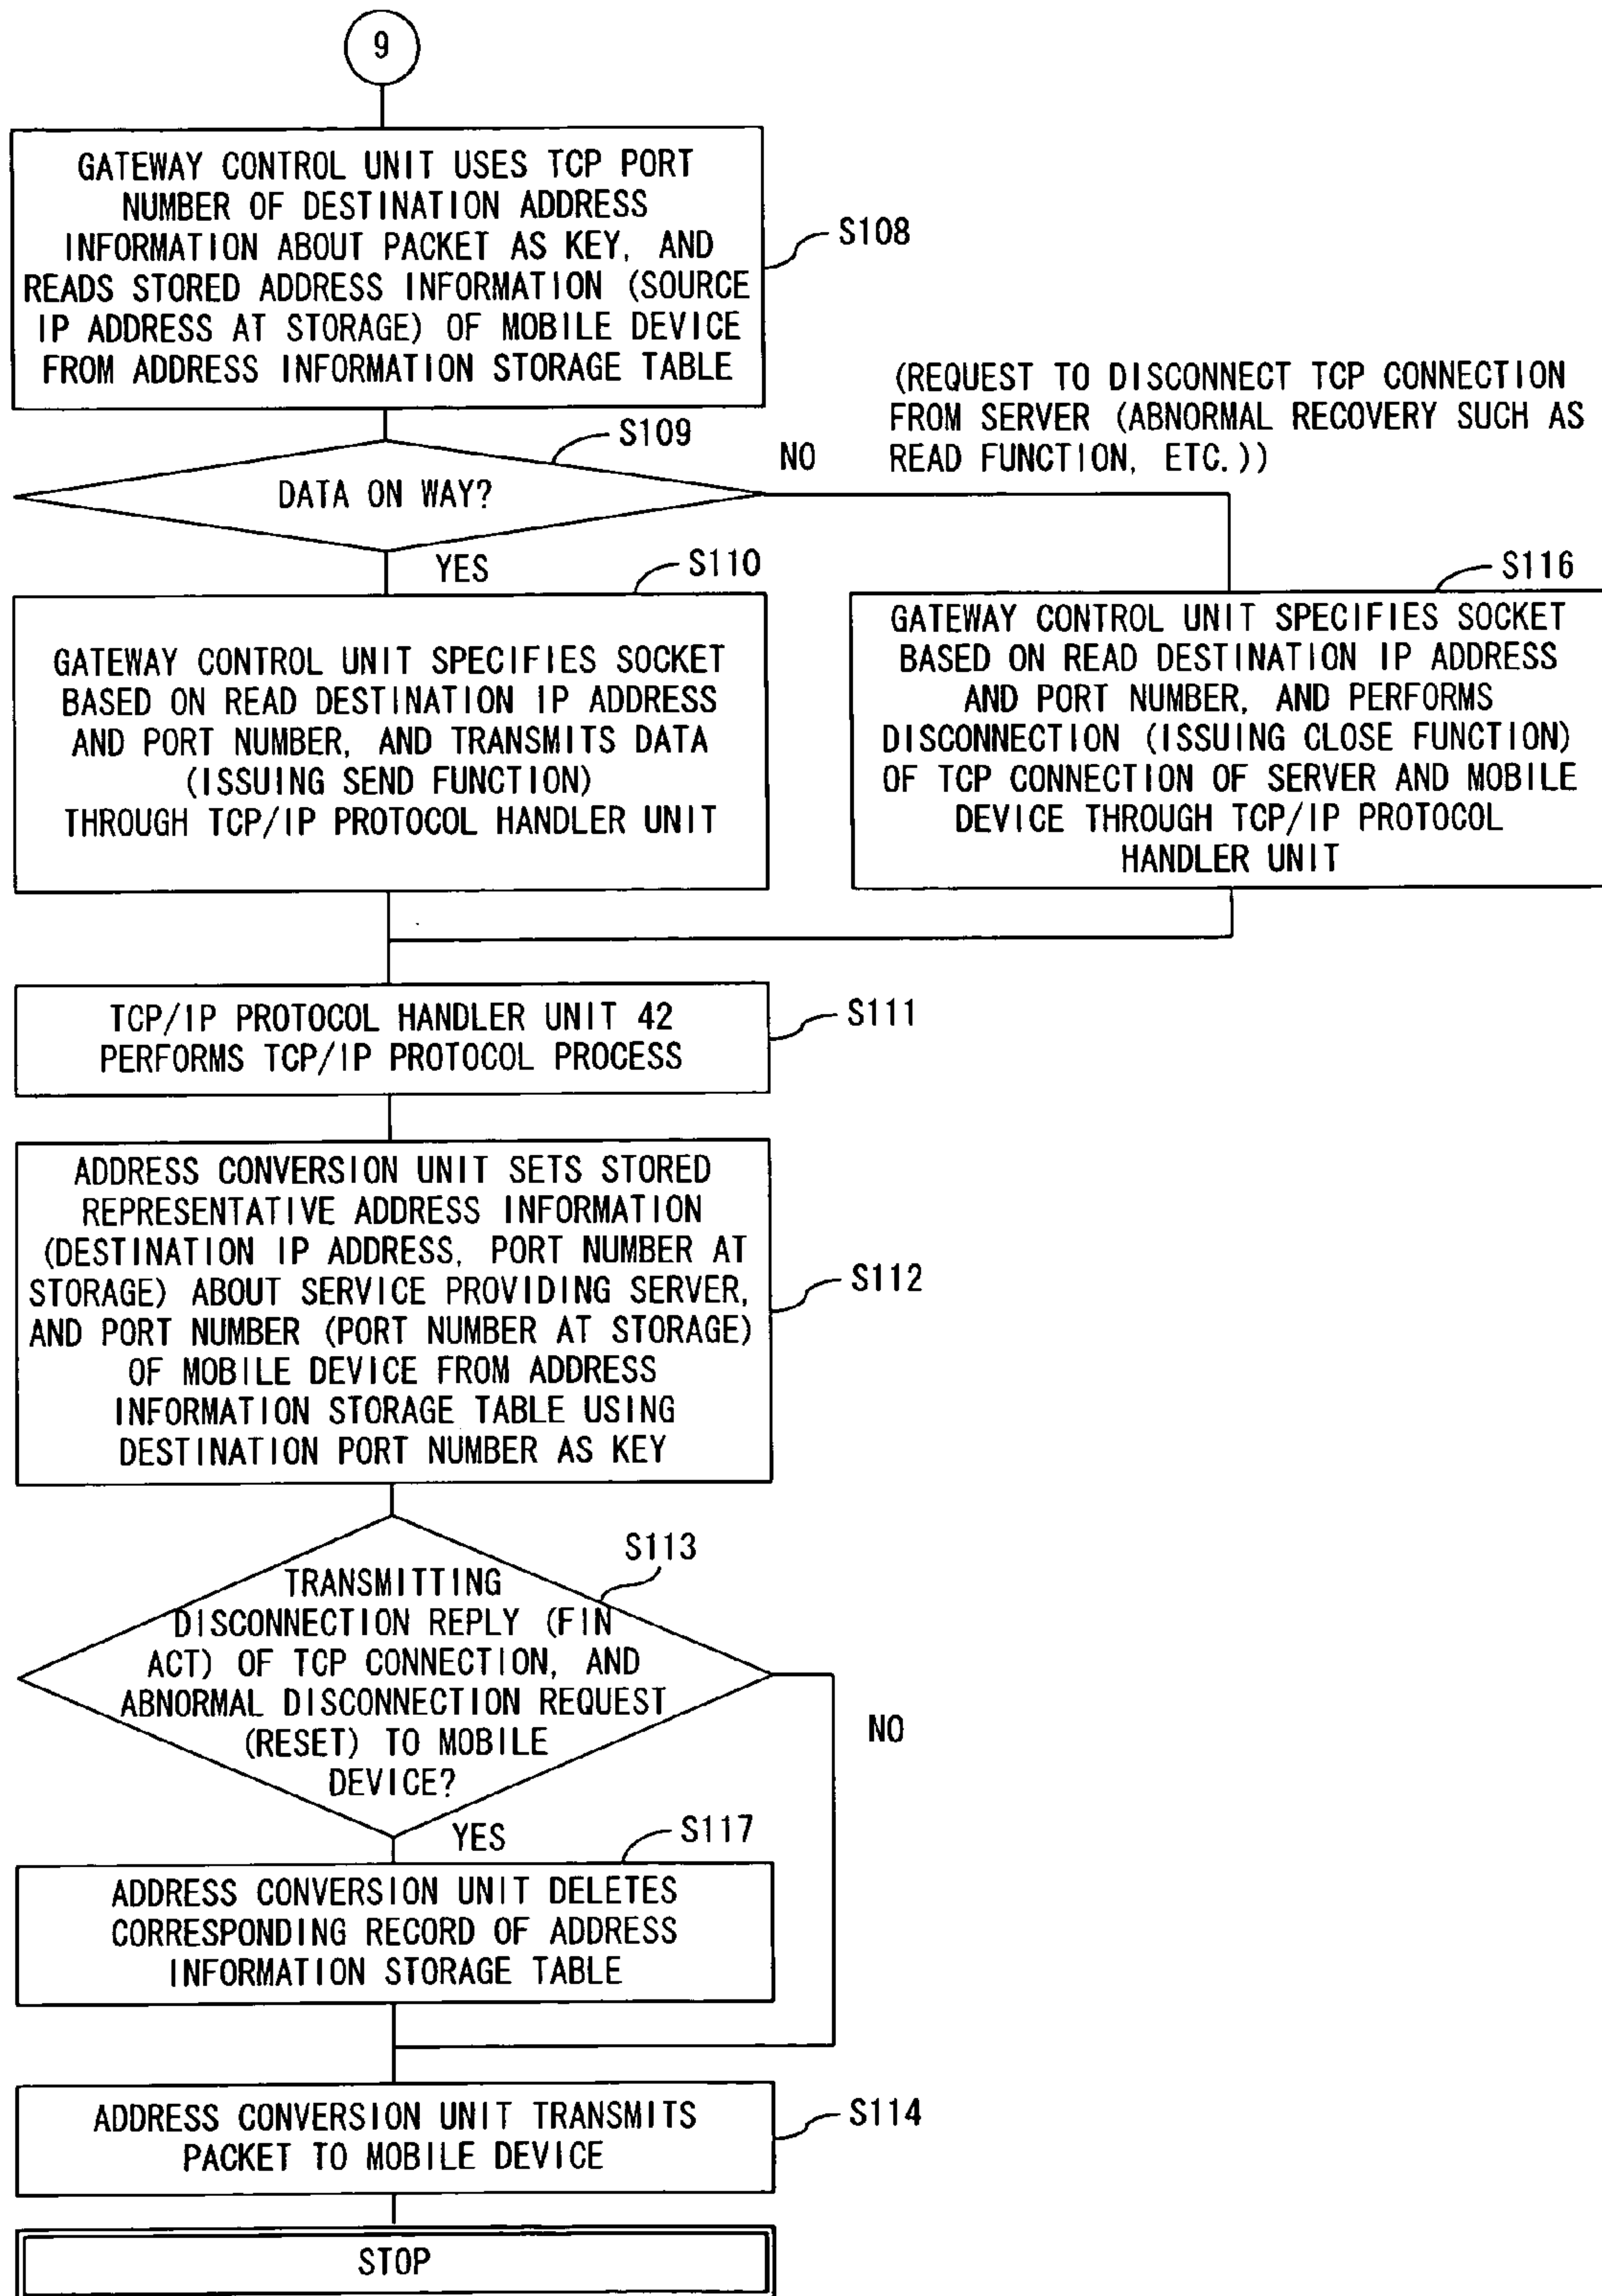 9
GATEWAY CONTROL UNIT USES TCP PORT
NUMBER OF DESTINATION ADDRESS
INFORMATION ABOUT PACKET AS KEY, AND
READS STORED ADDRESS INFORMATION (SOURCE
IP ADDRESS AT STORAGE) OF MOBILE DEVICE
FROM ADDRESS INFORMATION STORAGE TABLE
S108
(REQUEST TO DISCONNECT TCP CONNECTION
FROM SERVER (ABNORMAL RECOVERY SUCH AS
READ FUNCTION, ETC.))
S109
NO
DATA ON WAY?
YES
S110
GATEWAY CONTROL UNIT SPECIFIES SOCKET
BASED ON READ DESTINATION IP ADDRESS
AND PORT NUMBER, AND TRANSMITS DATA
(ISSUING SEND FUNCTION)
THROUGH TCP/IP PROTOCOL HANDLER UNIT
S116
GATEWAY CONTROL UNIT SPECIFIES SOCKET
BASED ON READ DESTINATION IP ADDRESS
AND PORT NUMBER, AND PERFORMS
DISCONNECTION (ISSUING CLOSE FUNCTION)
OF TCP CONNECTION OF SERVER AND MOBILE
DEVICE THROUGH TCP/IP PROTOCOL
HANDLER UNIT
TCP/IP PROTOCOL HANDLER UNIT 42
PERFORMS TCP/IP PROTOCOL PROCESS
S111
ADDRESS CONVERSION UNIT SETS STORED
REPRESENTATIVE ADDRESS INFORMATION
(DESTINATION IP ADDRESS, PORT NUMBER AT
STORAGE) ABOUT SERVICE PROVIDING SERVER,
AND PORT NUMBER (PORT NUMBER AT STORAGE)
OF MOBILE DEVICE FROM ADDRESS
INFORMATION STORAGE TABLE USING
DESTINATION PORT NUMBER AS KEY
S112
S113
TRANSMITTING
DISCONNECTION REPLY (FIN
ACT) OF TCP CONNECTION, AND
ABNORMAL DISCONNECTION REQUEST
(RESET) TO MOBILE
DEVICE?
NO
YES
S117
ADDRESS CONVERSION UNIT DELETES
CORRESPONDING RECORD OF ADDRESS
INFORMATION STORAGE TABLE
ADDRESS CONVERSION UNIT TRANSMITS
PACKET TO MOBILE DEVICE
S114
STOP